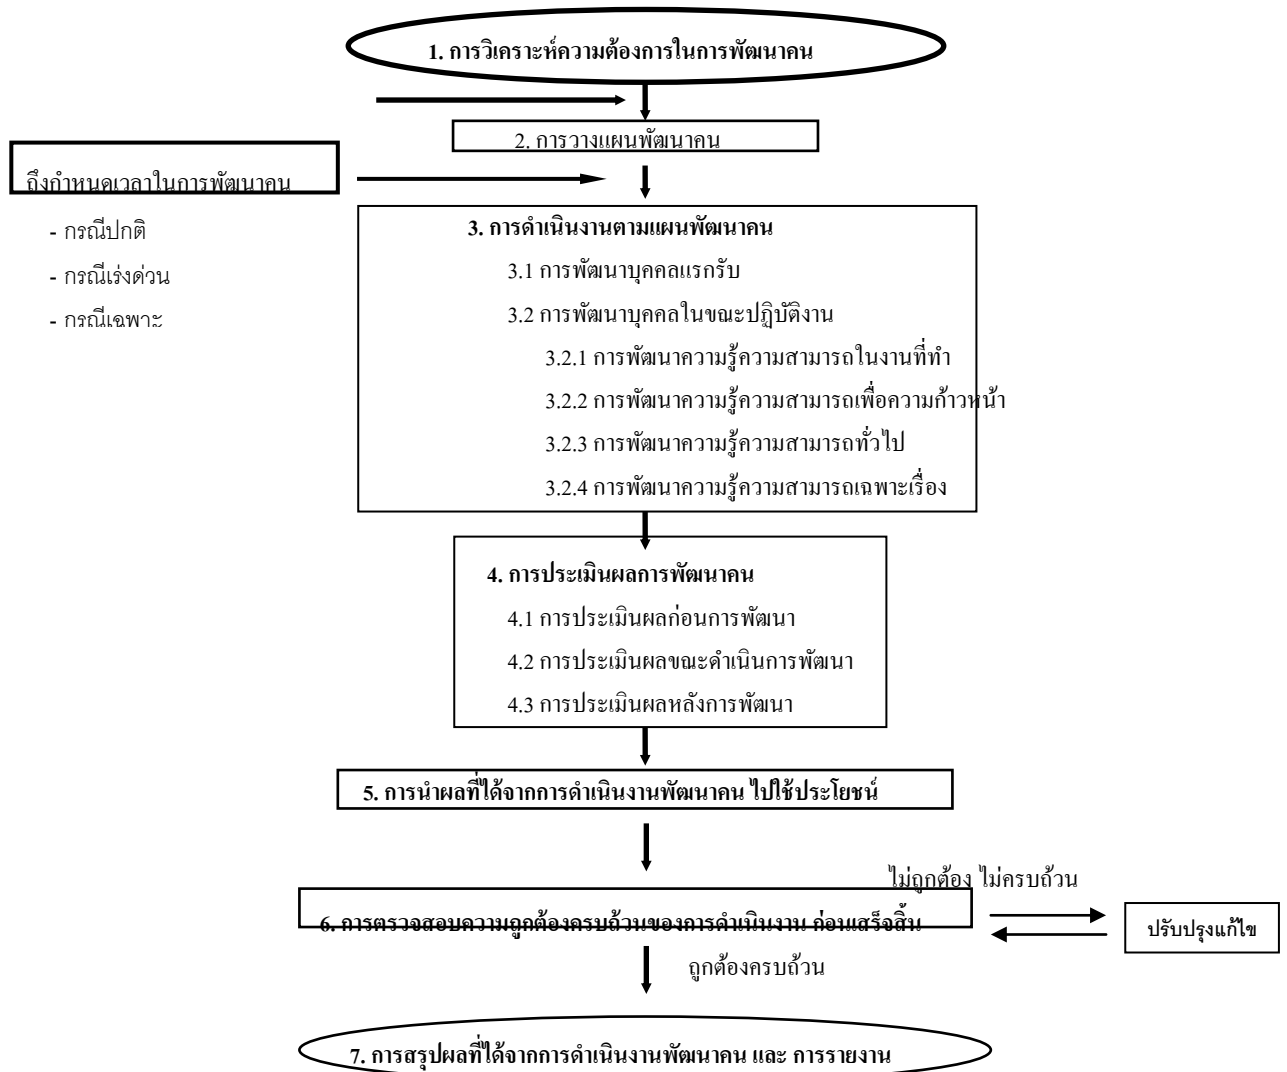 1. การวิเคราะห์ความต้องการในการพัฒนาคน
2. การวางแผนพัฒนาคน
ถึงกำหนดเวลาในการพัฒนาคน
- กรณีปกติ
- กรณีเร่งด่วน
- กรณีเฉพาะ
3. การดำเนินงานตามแผนพัฒนาคน
3.1 การพัฒนาบุคคลแรกรับ
3.2 การพัฒนาบุคคลในขณะปฏิบัติงาน
3.2.1 การพัฒนาความรู้ความสามารถในงานที่ทำ
3.2.2 การพัฒนาความรู้ความสามารถเพื่อความก้าวหน้า
3.2.3 การพัฒนาความรู้ความสามารถทั่วไป
3.2.4 การพัฒนาความรู้ความสามารถเฉพาะเรื่อง
4. การประเมินผลการพัฒนาคน
4.1 การประเมินผลก่อนการพัฒนา
4.2 การประเมินผลขณะดำเนินการพัฒนา
4.3 การประเมินผลหลังการพัฒนา
5. การนำผลที่ได้จากการดำเนินงานพัฒนาคน ไปใช้ประโยชน์
ไม่ถูกต้อง ไม่ครบถ้วน
6. การตรวจสอบความถูกต้องครบถ้วนของการดำเนินงาน ก่อนเสร็จสิ้น
ปรับปรุงแก้ไข
ถูกต้องครบถ้วน
7. การสรุปผลที่ได้จากการดำเนินงานพัฒนาคน และ การรายงาน